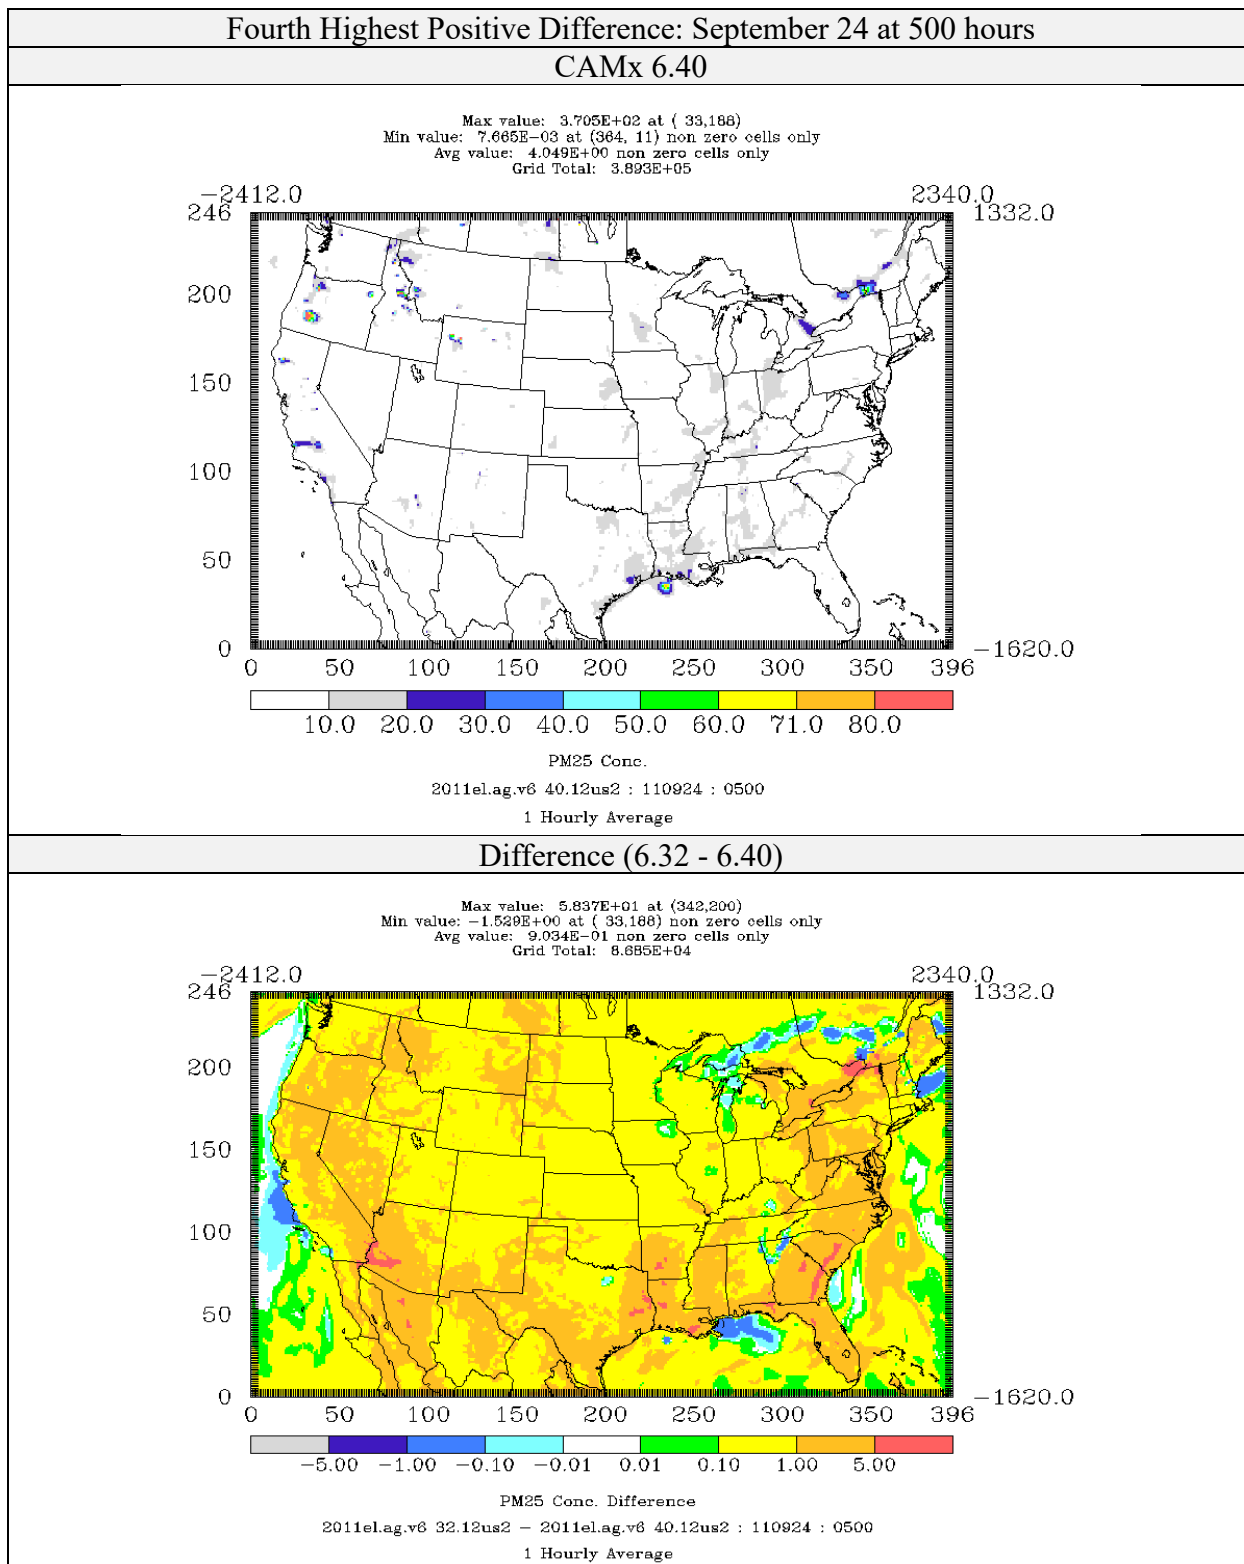 Fourth Highest Positive Difference: September 24 at 500 hours
CAMx 6.40
Max value: 3.705E+02 at ( 33,188)
Min value: 7.665E-03 at (364, 11) non zero cells only
Avg value: 4.049E+00 non zero cells only
Grid Total: 3.893E+05
-2412.0 2340.0
246 1332.0
200
150
100
50
0 -1620.0
0 50 100 150 200 250 300 350 396
10.0 20.0 30.0 40.0 50.0 60.0 71.0 80.0
PM25 Conc.
2011el.ag.v6 40.12us2 : 110924 : 0500
1 Hourly Average
Difference (6.32 - 6.40)
Max value: 5.837E+01 at (342,200)
Min value: -1.529E+00 at ( 33,188) non zero cells only
Avg value: 9.034E-01 non zero cells only
Grid Total: 8.685E+04
-2412.0 2340.0
246 1332.0
200
150
100
50
0 -1620.0
0 50 100 150 200 250 300 350 396
-5.00 -1.00 -0.10 -0.01 0.01 0.10 1.00 5.00
PM25 Conc. Difference
2011el.ag.v6 32.12us2 - 2011el.ag.v6 40.12us2 : 110924 : 0500
1 Hourly Average